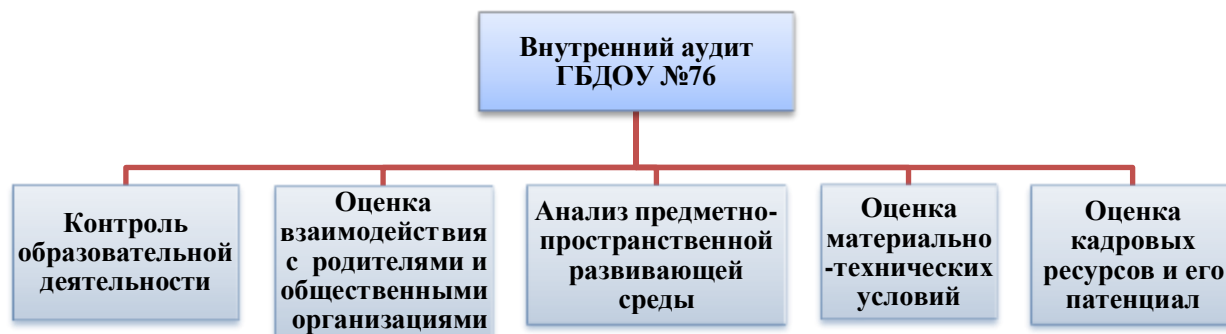 Внутренний аудит
ГБДОУ №76
Контроль
образовательной
деятельности
Оценка
взаимодействия
с родителями и
общественными
организациями
Анализ предметно-
пространственной
развивающей
среды
Оценка
материально
-технических
условий
Оценка
кадровых
ресурсов и его
патенциал